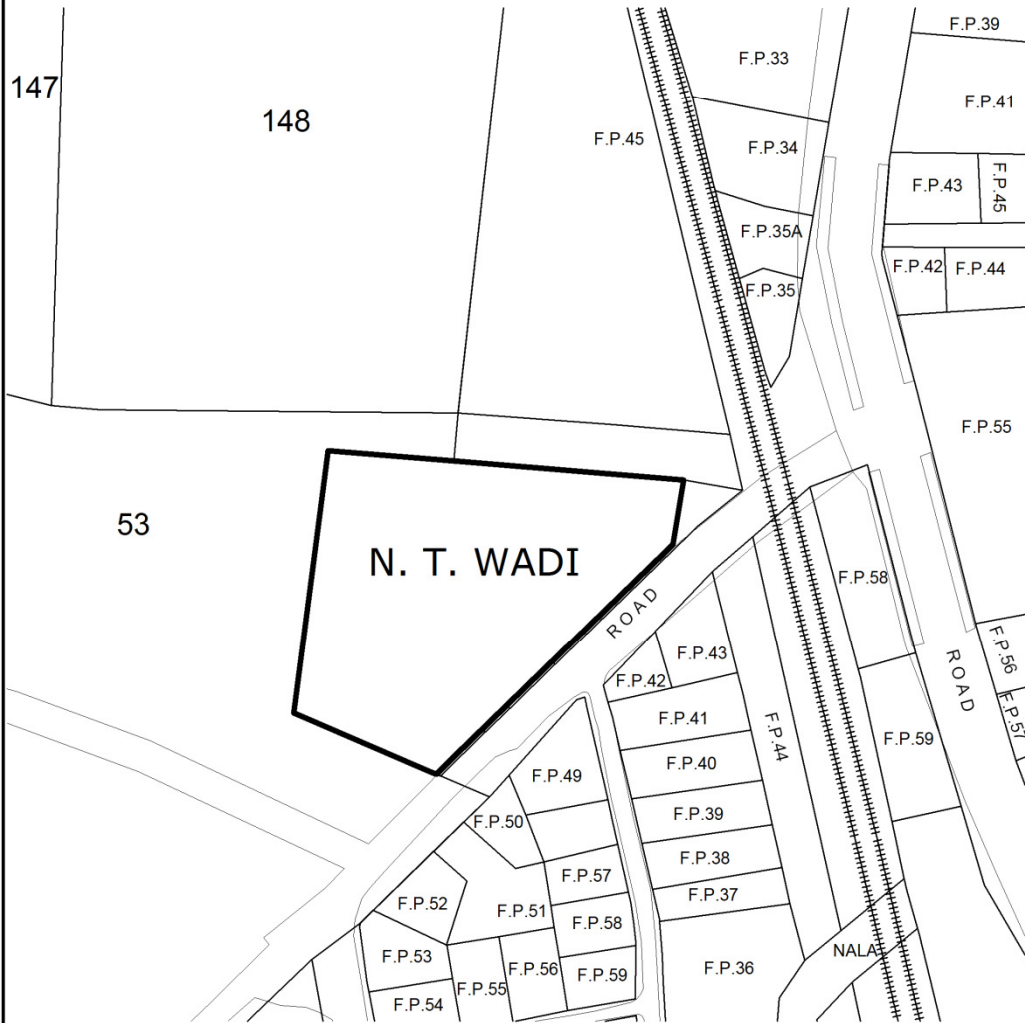 F.P.39
F.P.33
147
148
F.P.41
F.P.45
F.P.34
F.P.43
F.P.45
F.P.35A
F.P.42
F.P.44
F.P.35
F.P.55
53
N. T. WADI
F.P.58
ROAD
F.P.43
F.P.42
F.P.56
ROAD
F.P.41
F.P.44
F.P.57
F.P.59
F.P.40
F.P.49
F.P.39
F.P.50
F.P.38
F.P.57
F.P.37
F.P.52
F.P.51
F.P.58
NALA
F.P.53
F.P.56
F.P.59
F.P.36
F.P.55
F.P.54